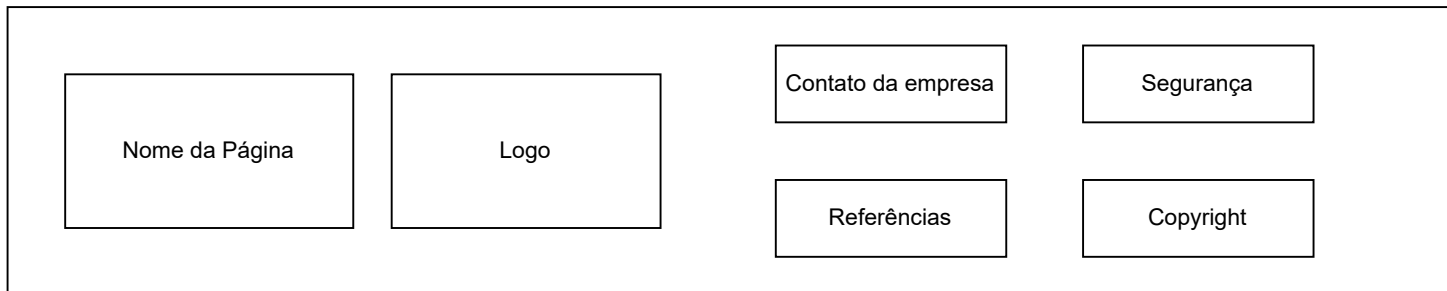 Nome da Página
Logo
Contato da empresa
Segurança
Referências
Copyright